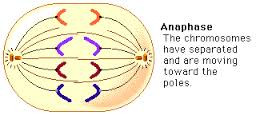 Anaphase
The chromosomes
have separated
and are moving
toward the
poles.